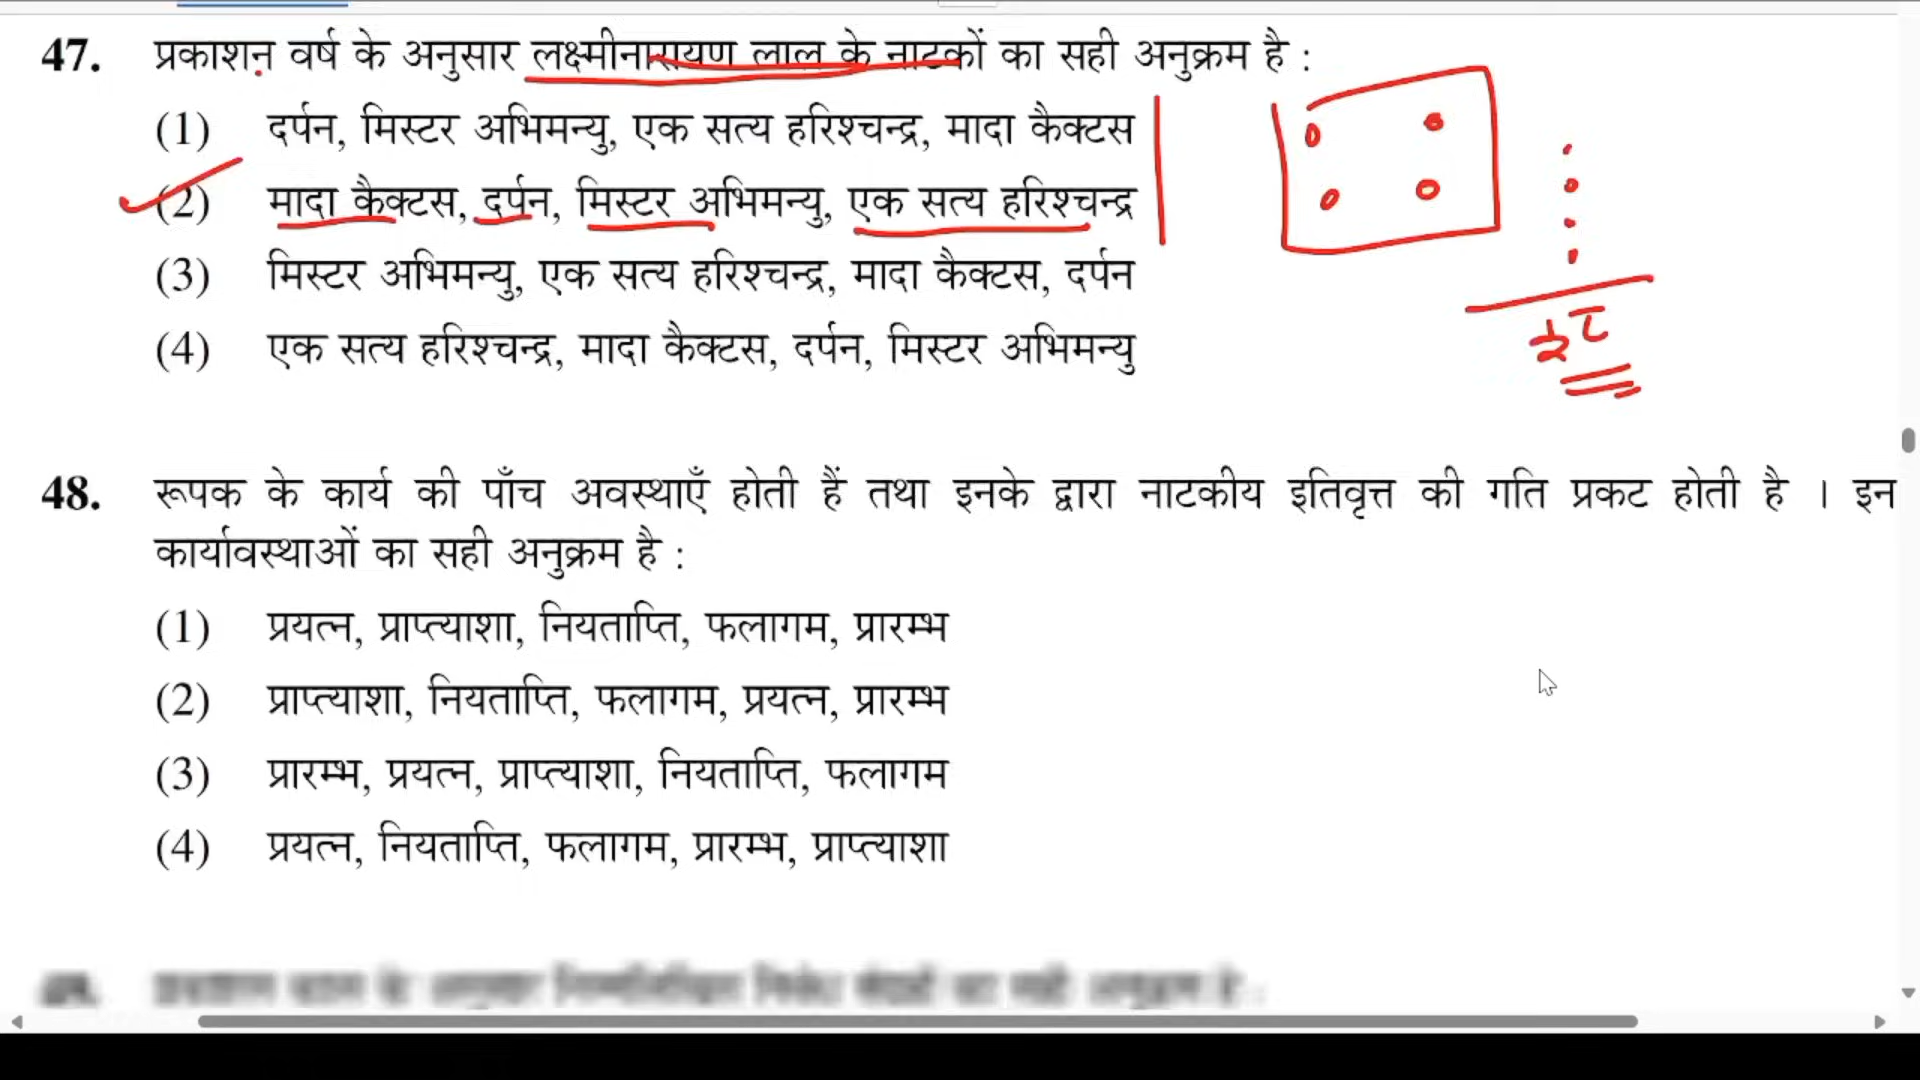 47. प्रकाशन वर्ष के अनुसार लक्ष्मीनारायण लाल के नाटकों का सही अनुक्रम है :
(1) दर्पन, मिस्टर अभिमन्यु, एक सत्य हरिश्चन्द्र, मादा कैक्टस
(2) मादा कैक्टस, दर्पन, मिस्टर अभिमन्यु, एक सत्य हरिश्चन्द्र
(3) मिस्टर अभिमन्यु, एक सत्य हरिश्चन्द्र, मादा कैक्टस, दर्पन
(4) एक सत्य हरिश्चन्द्र, मादा कैक्टस, दर्पन, मिस्टर अभिमन्यु
48. रूपक के कार्य की पाँच अवस्थाएँ होती हैं तथा इनके द्वारा नाटकीय इतिवृत्त की गति प्रकट होती है । इन
कार्यावस्थाओं का सही अनुक्रम है :
(1) प्रयत्न, प्राप्त्याशा, नियताप्ति, फलागम, प्रारम्भ
(2) प्राप्त्याशा, नियताप्ति, फलागम, प्रयत्न, प्रारम्भ
(3) प्रारम्भ, प्रयत्न, प्राप्त्याशा, नियताप्ति, फलागम
(4) प्रयत्न, नियताप्ति, फलागम, प्रारम्भ, प्राप्त्याशा